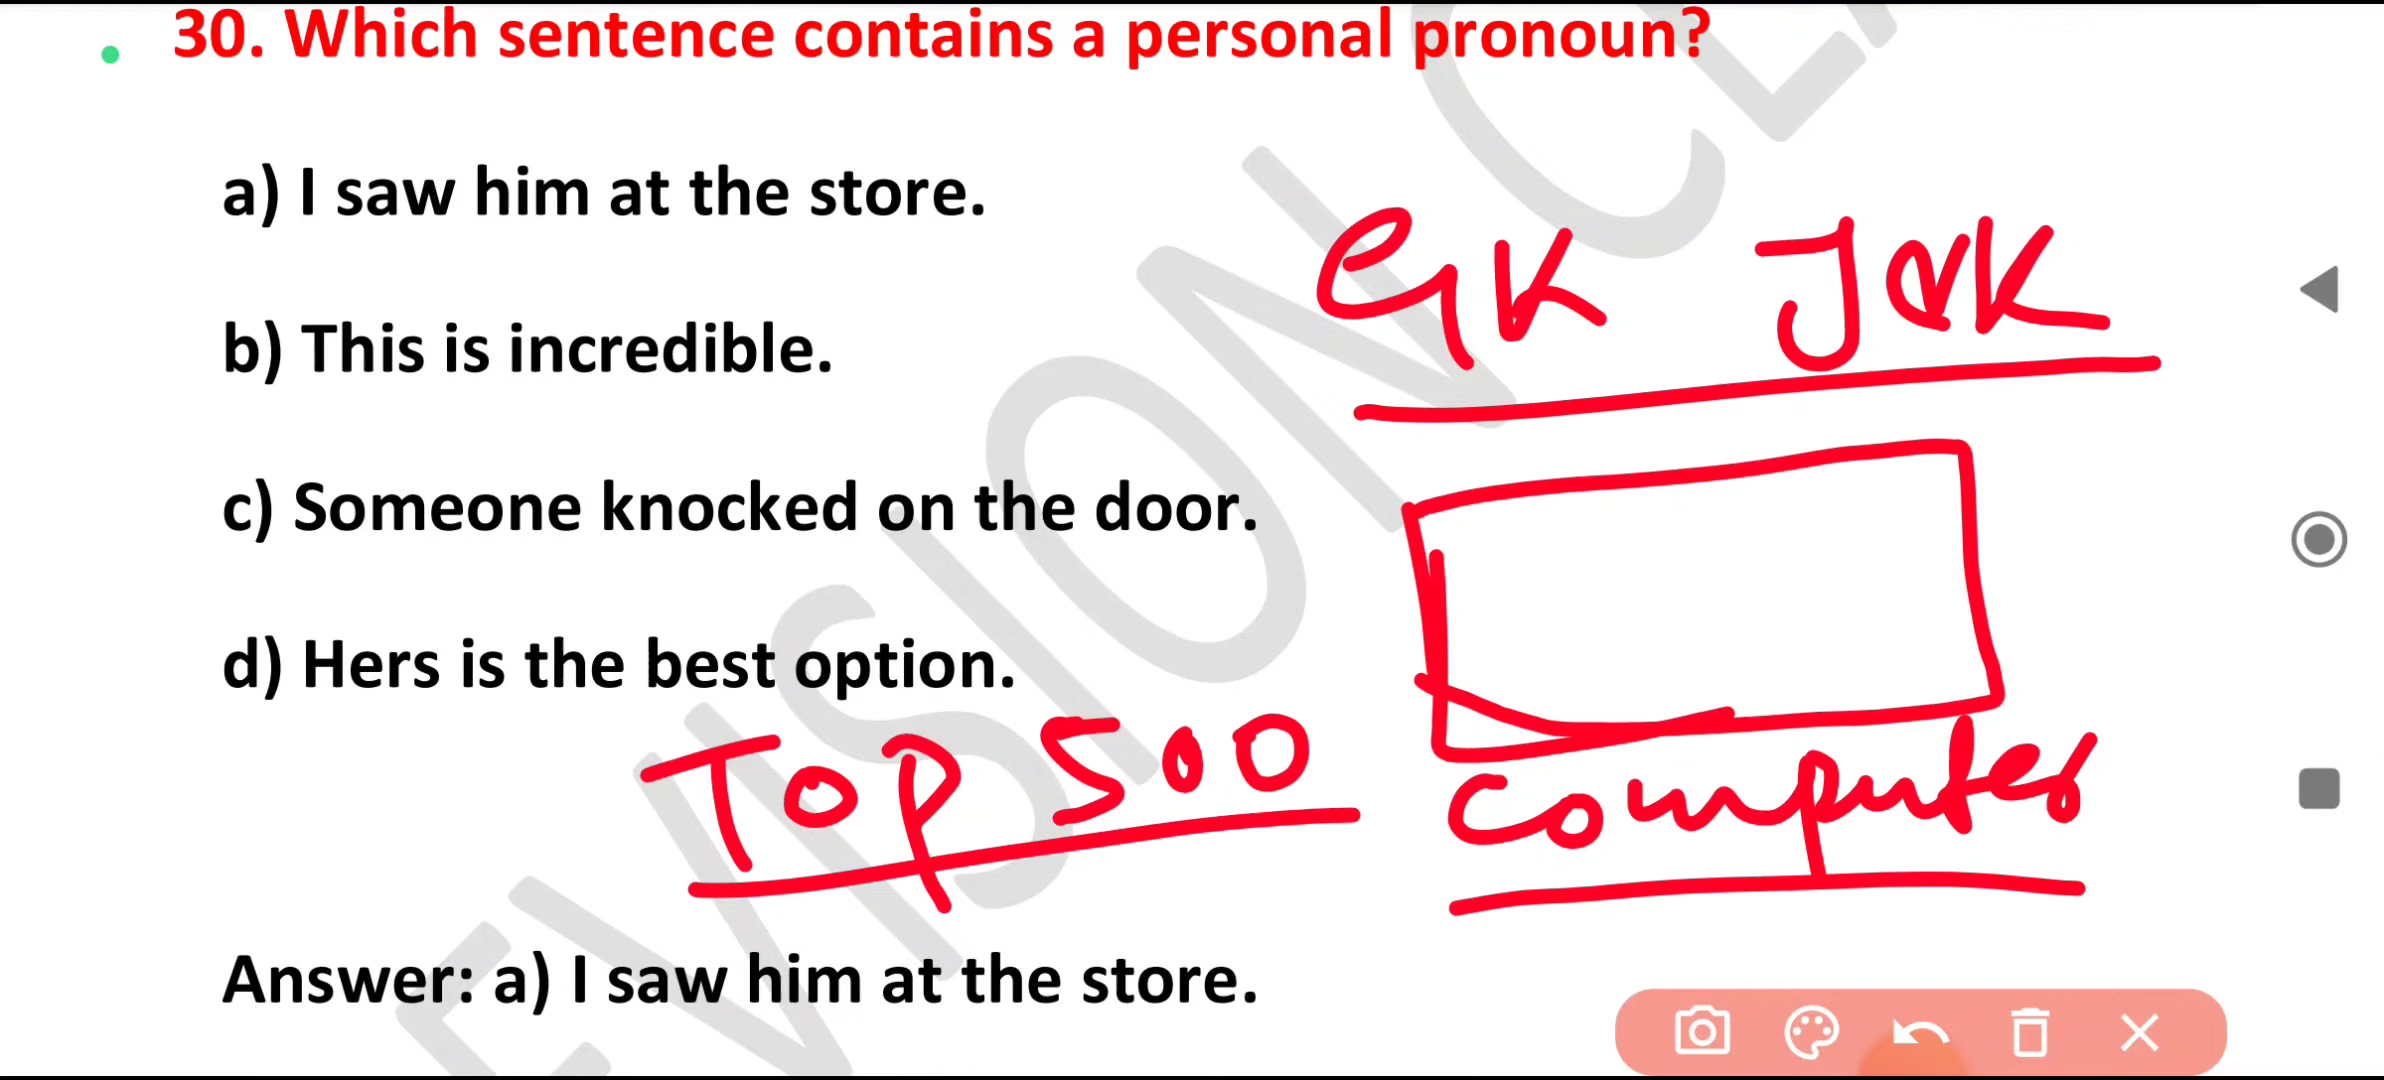 30. Which sentence contains a personal pronoun?
a) I saw him at the store.
GK J&K
b) This is incredible.
c) Someone knocked on the door.
d) Hers is the best option.
Top 500
Computer
Answer: a) I saw him at the store.